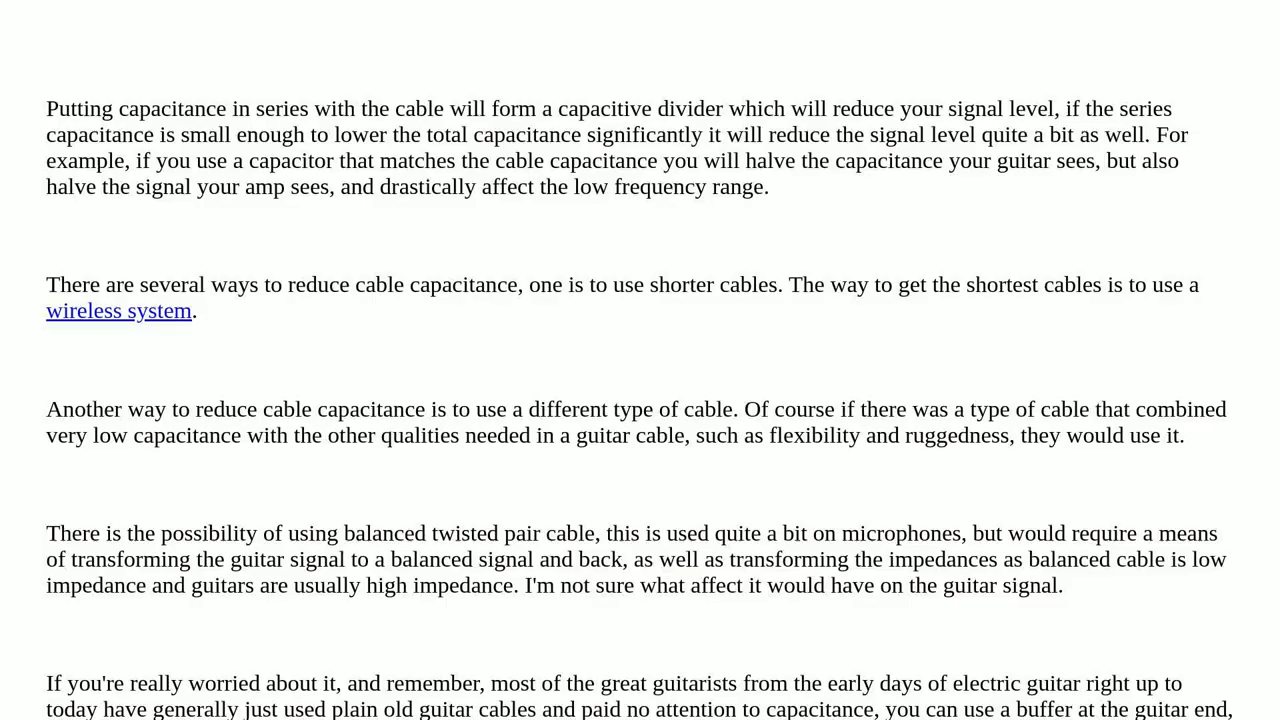 Putting capacitance in series with the cable will form a capacitive divider which will reduce your signal level, if the series
capacitance is small enough to lower the total capacitance significantly it will reduce the signal level quite a bit as well. For
example, if you use a capacitor that matches the cable capacitance you will halve the capacitance your guitar sees, but also
halve the signal your amp sees, and drastically affect the low frequency range.
There are several ways to reduce cable capacitance, one is to use shorter cables. The way to get the shortest cables is to use a
wireless system.
Another way to reduce cable capacitance is to use a different type of cable. Of course if there was a type of cable that combined
very low capacitance with the other qualities needed in a guitar cable, such as flexibility and ruggedness, they would use it.
There is the possibility of using balanced twisted pair cable, this is used quite a bit on microphones, but would require a means
of transforming the guitar signal to a balanced signal and back, as well as transforming the impedances as balanced cable is low
impedance and guitars are usually high impedance. I'm not sure what affect it would have on the guitar signal.
If you're really worried about it, and remember, most of the great guitarists from the early days of electric guitar right up to
today have generally just used plain old guitar cables and paid no attention to capacitance, you can use a buffer at the guitar end,